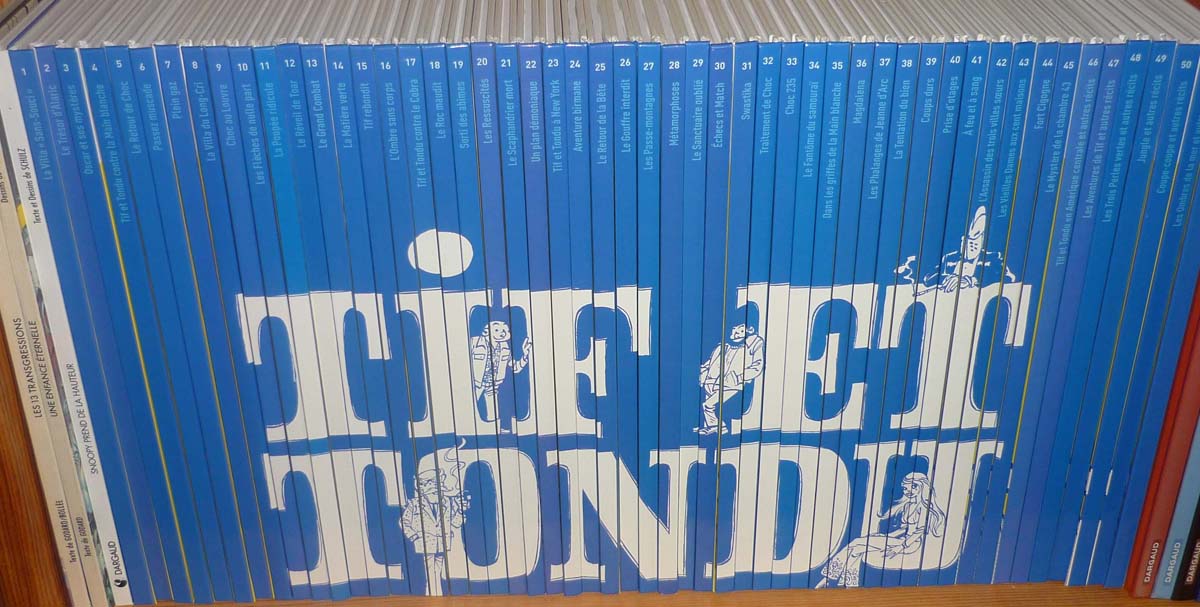 1 La Villa « Sans-Souci »
2 Le Trésor d'Alaric
3 Oscar et ses mystères
4 Tif et Tondu contre la Main blanche
5 Le Retour de Choc
6 Passez muscade
7 Plein gaz
8 La Villa du Long-Cri
9 Choc au Louvre
10 Les Flèches de nulle part
11 La Poupée ridicule
12 Le Réveil de Toar
13 Le Grand Combat
14 La Matière verte
15 Tif rebondit
16 L'Ombre sans corps
17 Tif et Tondu contre le Cobra
18 Le Roc maudit
19 Sorti des abîmes
20 Les Ressuscités
21 Le Scaphandrier mort
22 Un plan démoniaque
23 Tif et Tondu à New York
24 Aventure birmane
25 Le Retour de la Bête
26 Le Gouffre interdit
27 Les Passe-montagnes
28 Métamorphoses
29 Le Sanctuaire oublié
30 Échecs et Match
31 Swastika
32 Traitement de Choc
33 Choc 235
34 Le Fantôme du samouraï
35 Dans les griffes de la Main Blanche
36 Magdalena
37 Les Phalanges de Jeanne d'Arc
38 La Tentation du bien
39 Coups durs
40 Prise d'otages
41 À feu à sang
42 L'Assassin des trois villes sœurs
43 Les Vieilles Dames aux cent maisons
44 Fort Cigogne
45 Le Mystère de la chambre 43
46 Tif et Tondu en Amérique centrale et autres récits
47 Les Aventures de Tif et autres récits
48 Les Trois Perles vertes et autres récits
49 Jungla et autres récits
50 Coupe-coupe et autres récits
Les Ombres de
TIF ET
TONDU
LES 13 TRANSGRESSIONS
Texte de GODARD/BOLLÉE
UNE ENFANCE ÉTERNELLE
Texte de GODARD
Texte et Dessins de SCHULZ
SNOOPY PREND DE LA HAUTEUR
DARGAUD
DARGAUD
DARGAUD
DARGAUD